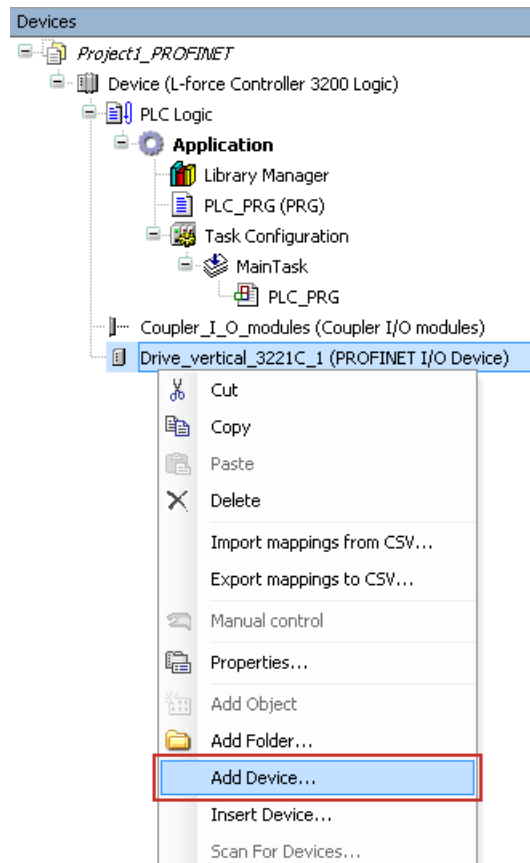 Devices
Project1_PROFINET
Device (L-force Controller 3200 Logic)
PLC Logic
Application
Library Manager
PLC_PRG (PRG)
Task Configuration
MainTask
PLC_PRG
Coupler_I_O_modules (Coupler I/O modules)
Drive_vertical_3221C_1 (PROFINET I/O Device)
Cut
Copy
Paste
Delete
Import mappings from CSV...
Export mappings to CSV...
Manual control
Properties...
Add Object
Add Folder...
Add Device...
Insert Device...
Scan For Devices...